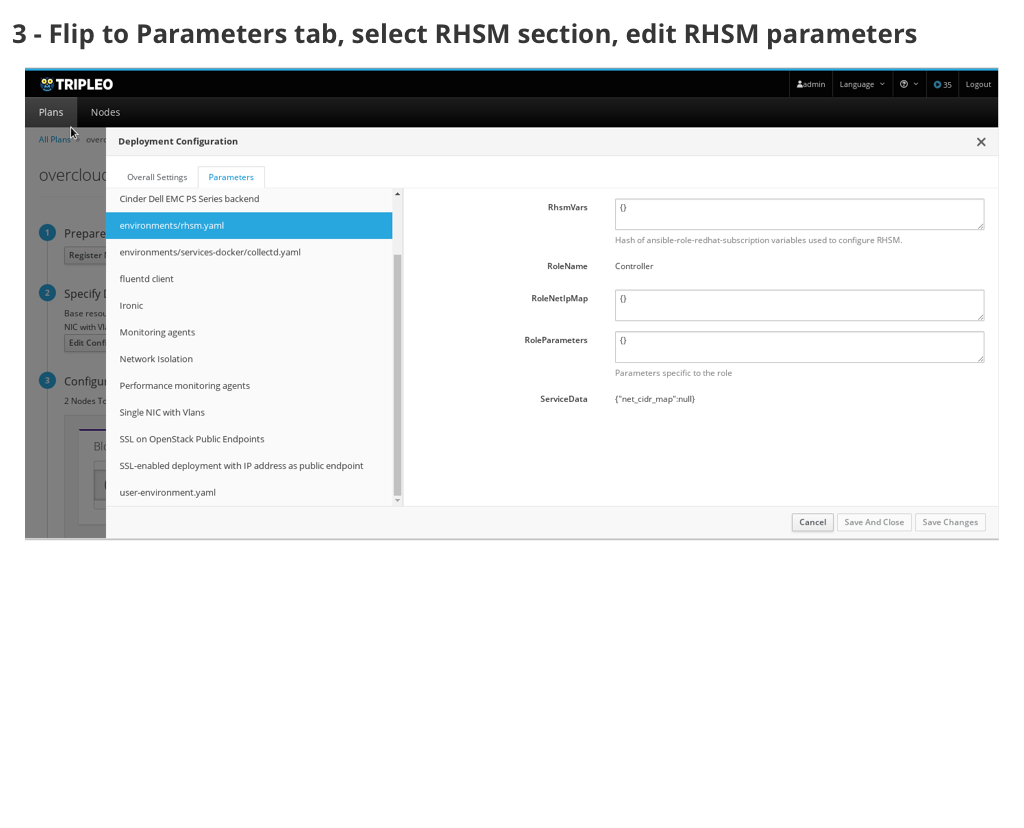 3 - Flip to Parameters tab, select RHSM section, edit RHSM parameters
TRIPLEO
admin
Language
35
Logout
Plans
Nodes
All Plans
Deployment Configuration
overcloud
Overall Settings
Parameters
Cinder Dell EMC PS Series backend
environments/rhsm.yaml
environments/services-docker/collectd.yaml
fluentd client
Ironic
Monitoring agents
Network Isolation
Performance monitoring agents
Single NIC with Vlans
SSL on OpenStack Public Endpoints
SSL-enabled deployment with IP address as public endpoint
user-environment.yaml
RhsmVars
{}
Hash of ansible-role-redhat-subscription variables used to configure RHSM.
RoleName
Controller
RoleNetIpMap
{}
RoleParameters
{}
Parameters specific to the role
ServiceData
{"net_cidr_map":null}
1
Prepare
Register
2
Specify
Base resou
NIC with Vla
Edit Conf
3
Configu
2 Nodes To
Blo
Cancel
Save And Close
Save Changes